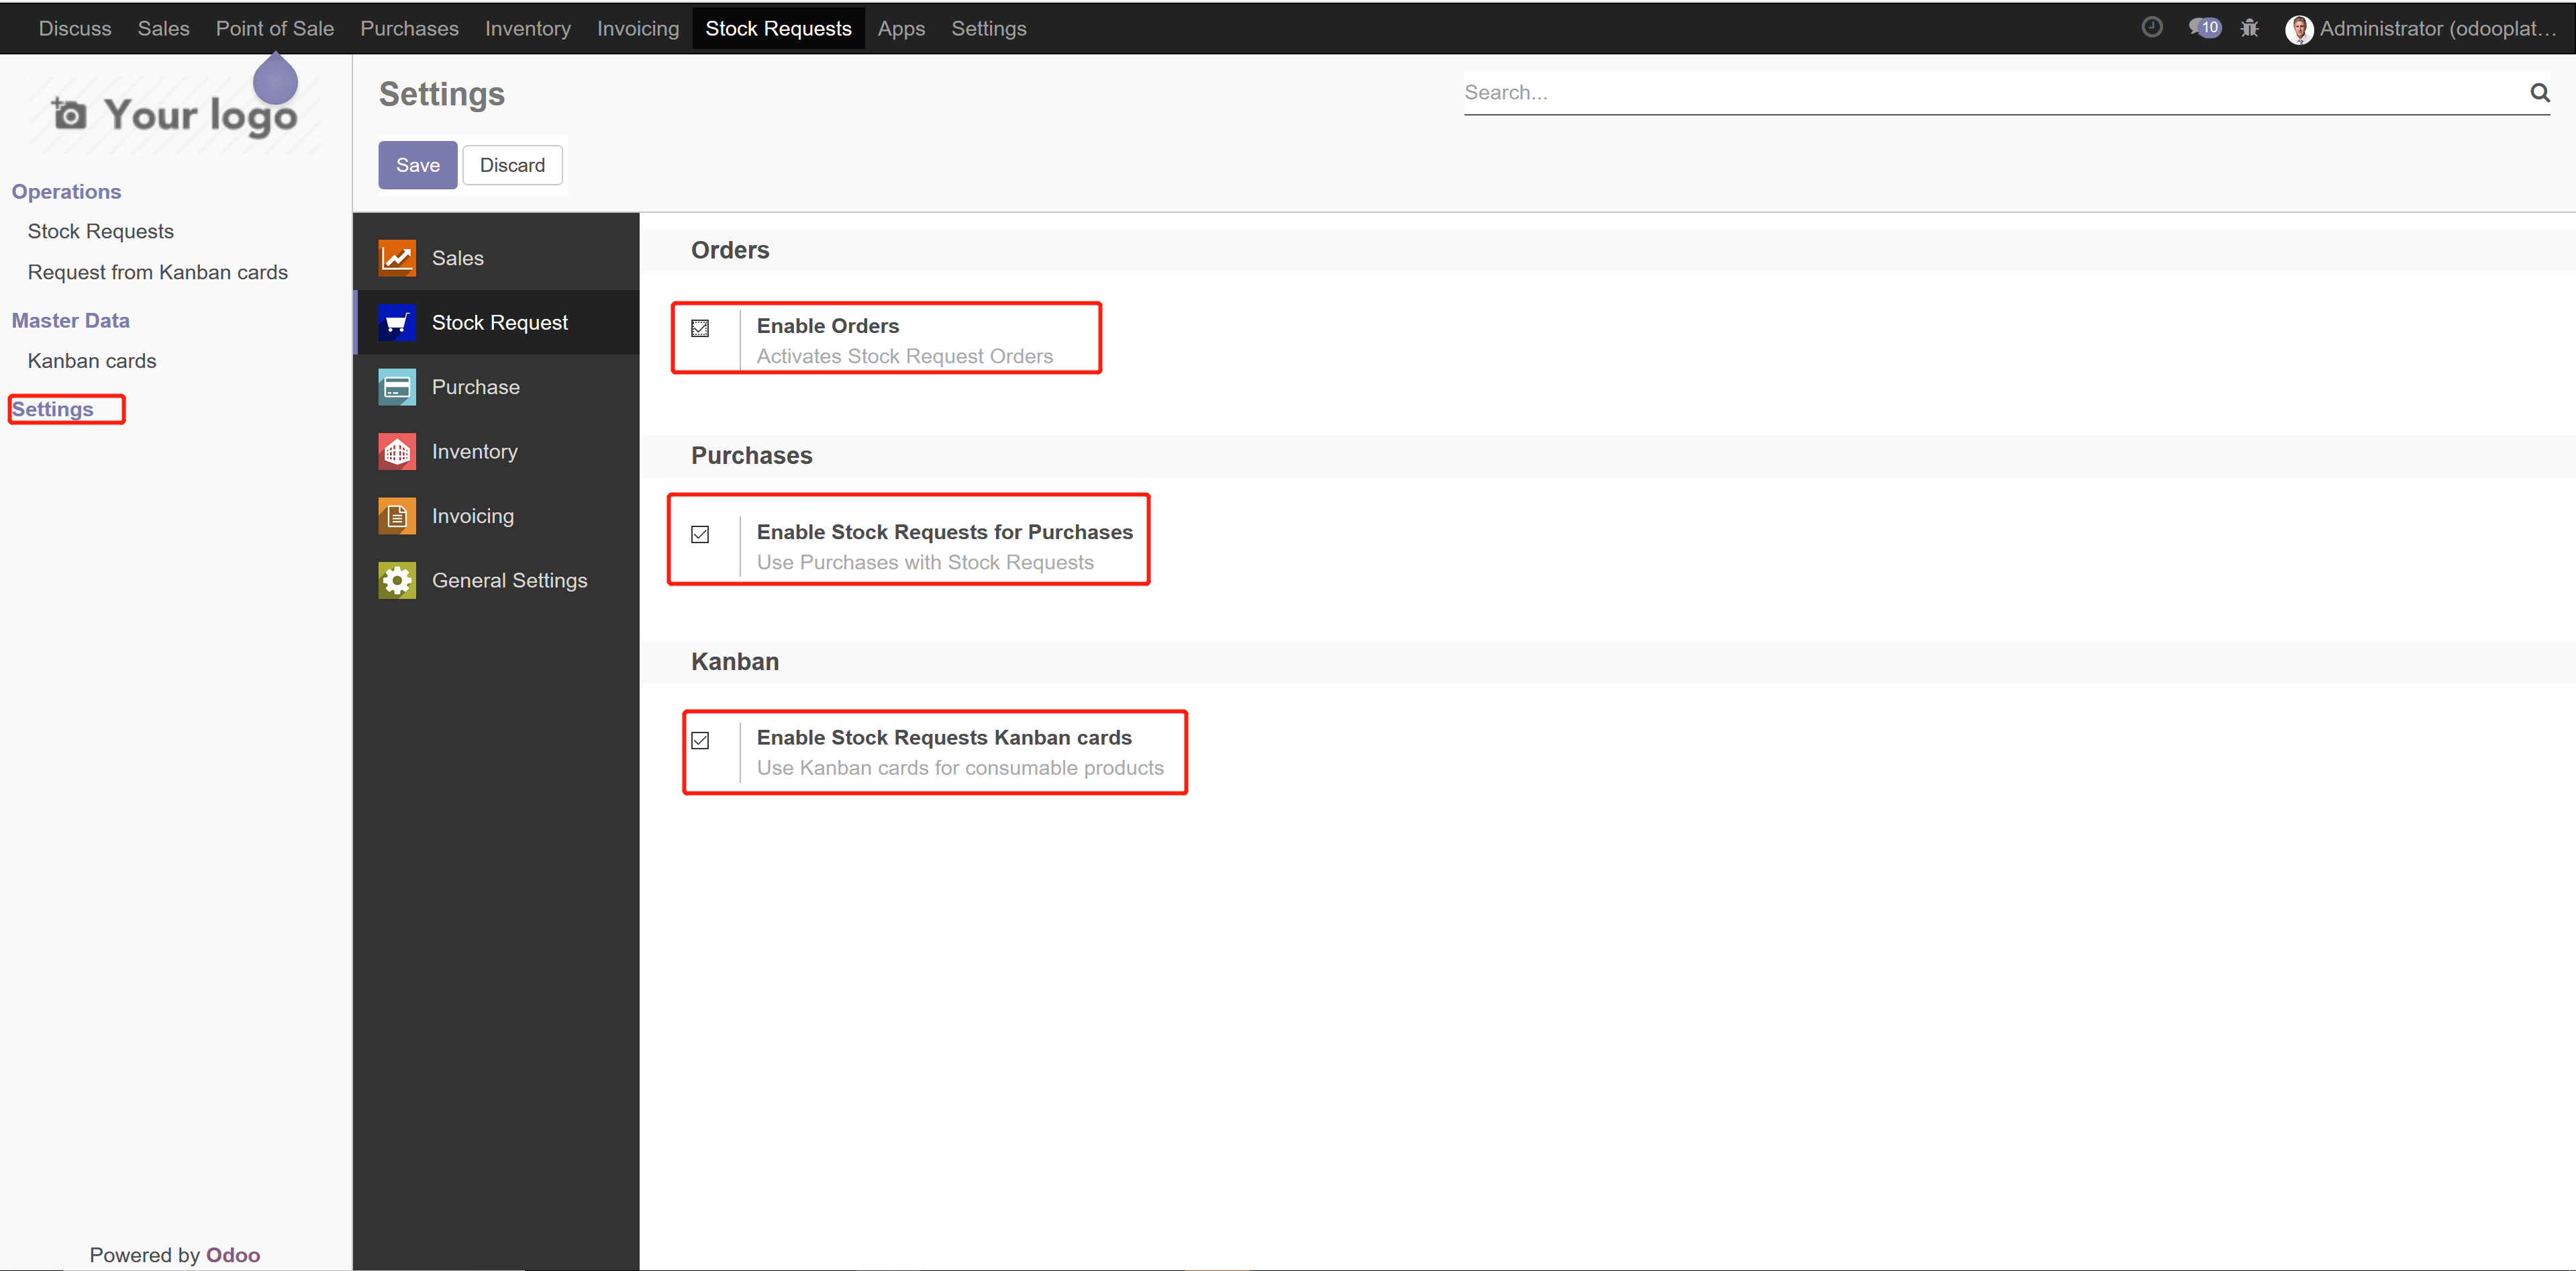 Discuss Sales Point of Sale Purchases Inventory Invoicing Stock Requests Apps Settings 10 Administrator (odooplat...
Your logo
Operations
Stock Requests
Request from Kanban cards
Master Data
Kanban cards
Settings
Powered by Odoo
Settings
Search...
Save Discard
Sales
Stock Request
Purchase
Inventory
Invoicing
General Settings
Orders
Enable Orders
Activates Stock Request Orders
Purchases
Enable Stock Requests for Purchases
Use Purchases with Stock Requests
Kanban
Enable Stock Requests Kanban cards
Use Kanban cards for consumable products